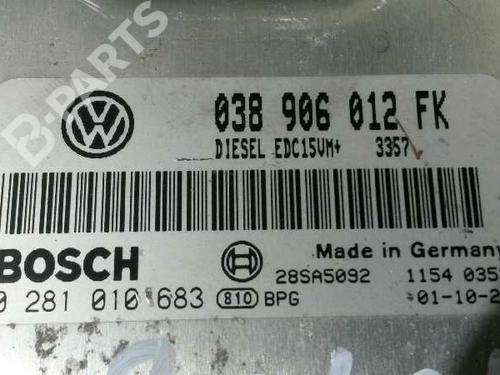 B-PARTS
038 906 012 FK
DIESEL EDC15VM+ 3357
BOSCH
Made in Germany
28SA5092 1154 035
0 281 010 683 810 BPG 01-10-2